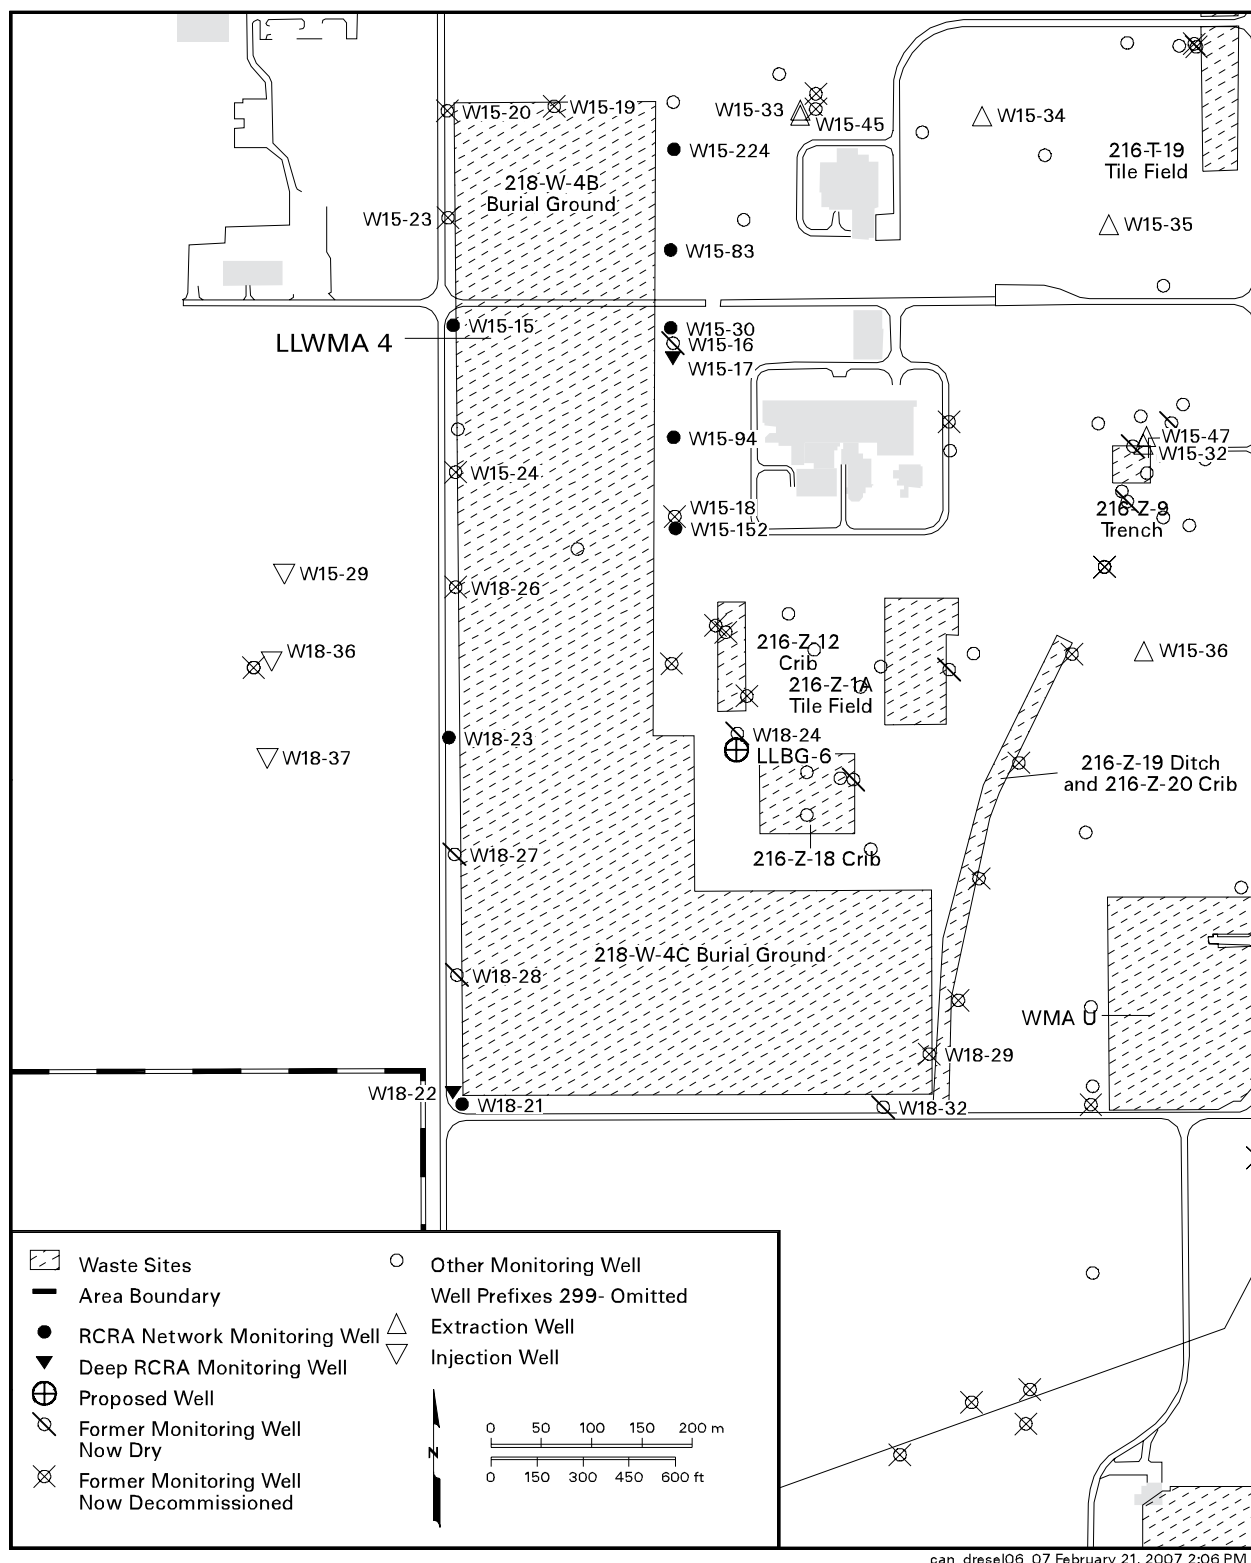 W15-20
W15-19
W15-33
W15-45
W15-34
W15-224
216-T-19
Tile Field
218-W-4B
Burial Ground
W15-23
W15-35
W15-83
W15-15
W15-30
LLWMA 4
W15-16
W15-17
W15-94
W15-47
W15-32
W15-24
W15-18
W15-152
216-Z-9
Trench
W15-29
W18-26
216-Z-12
Crib
W18-36
W15-36
216-Z-1A
Tile Field
W18-23
W18-24
LLBG-6
W18-37
216-Z-19 Ditch
and 216-Z-20 Crib
W18-27
216-Z-18 Crib
218-W-4C Burial Ground
W18-28
WMA U
W18-29
W18-22
W18-21
W18-32
Waste Sites
Area Boundary
RCRA Network Monitoring Well
Deep RCRA Monitoring Well
Proposed Well
Former Monitoring Well
Now Dry
Former Monitoring Well
Now Decommissioned
Other Monitoring Well
Well Prefixes 299- Omitted
Extraction Well
Injection Well
N
0 50 100 150 200 m
0 150 300 450 600 ft
can_dresel06_07 February 21, 2007 2:06 PM